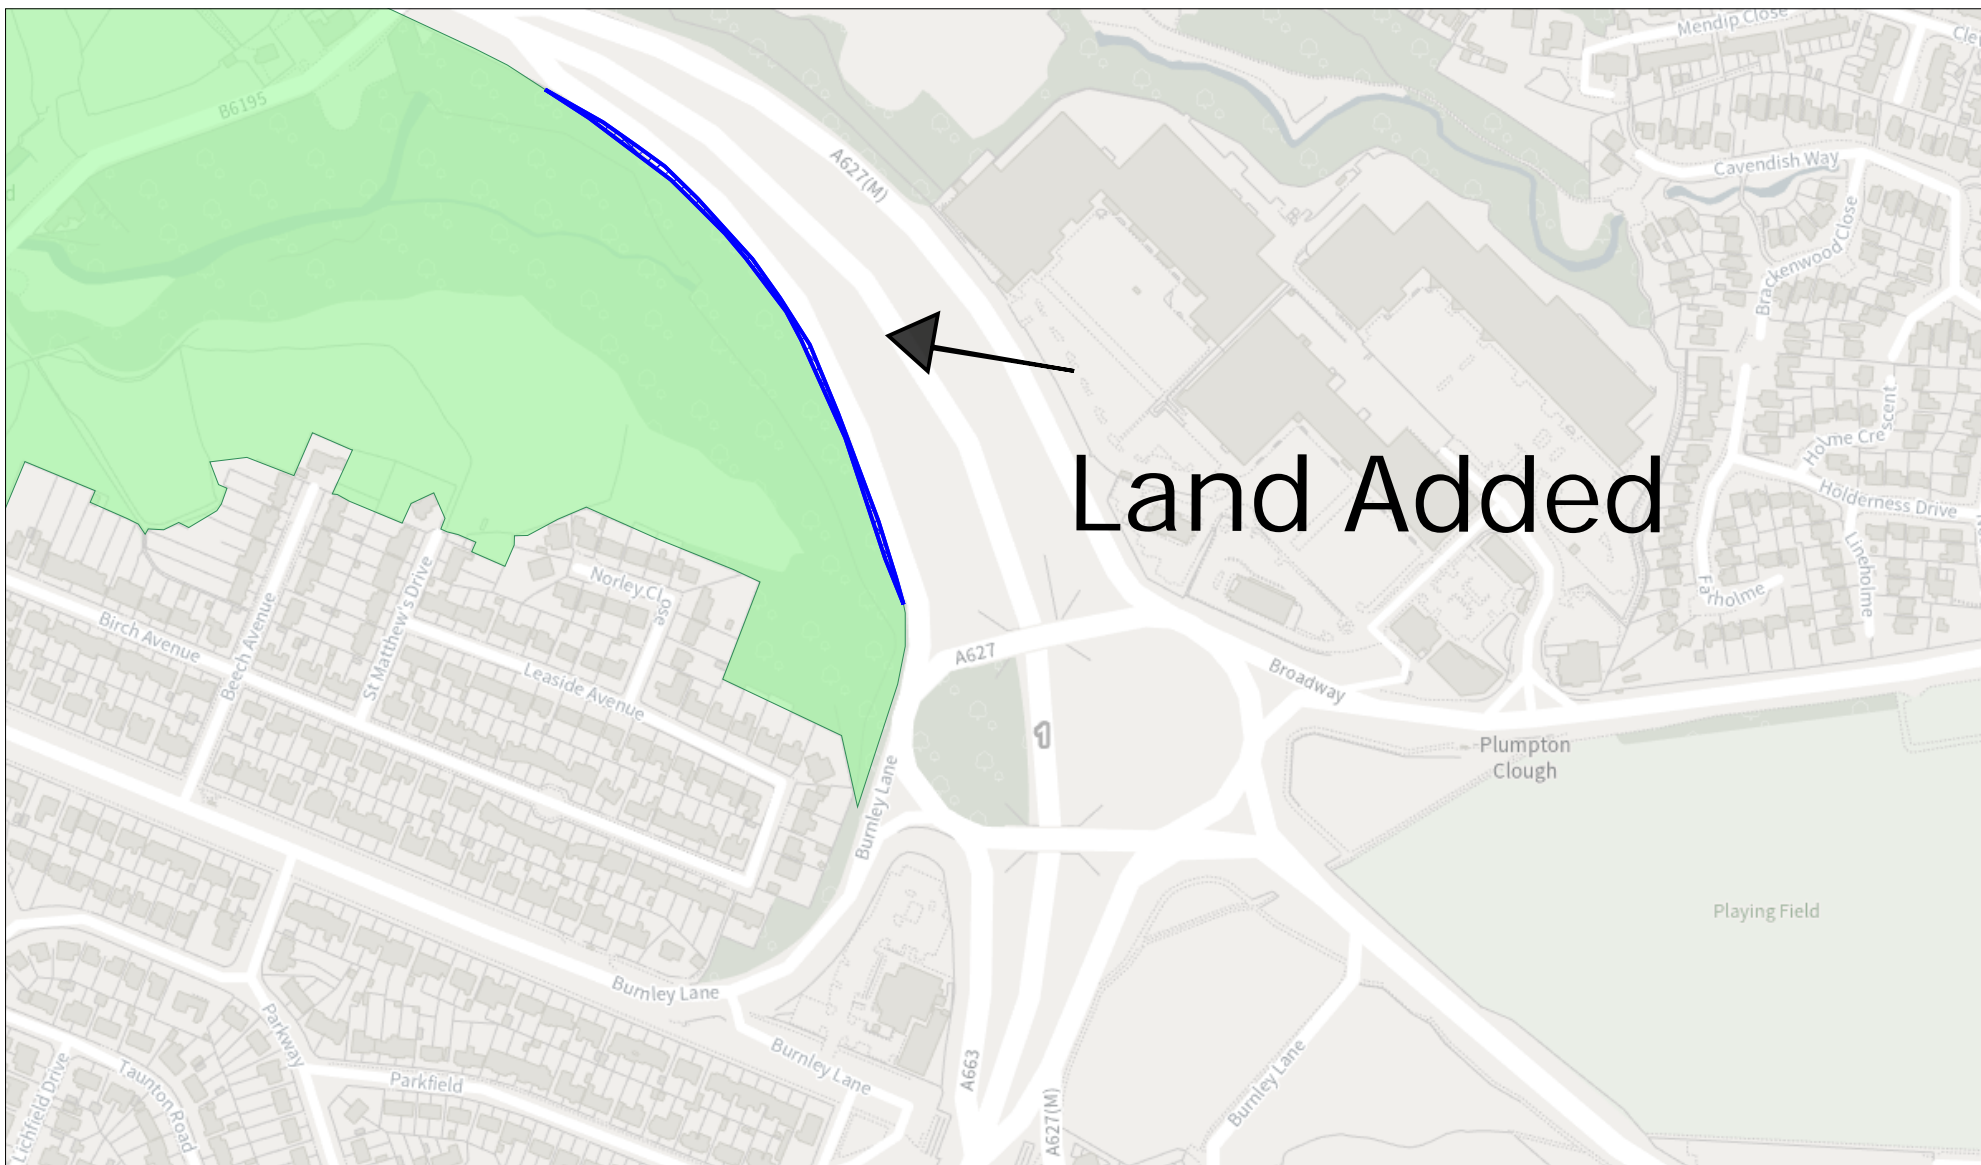 Mendip Close
B6195
A627(M)
Cavendish Way
Brackenwood Close
Holme Crescent
Land Added
Holderness Drive
Lineholme
Farholme
Norley Close
Birch Avenue
Beech Avenue
St Matthew's Drive
Leaside Avenue
A627
Broadway
1
Plumpton
Clough
Burnley Lane
Playing Field
Burnley Lane
Parkway
Burnley Lane
Parkfield
Taunton Road
Lichfield Drive
A663
A627(M)
Burnley Lane